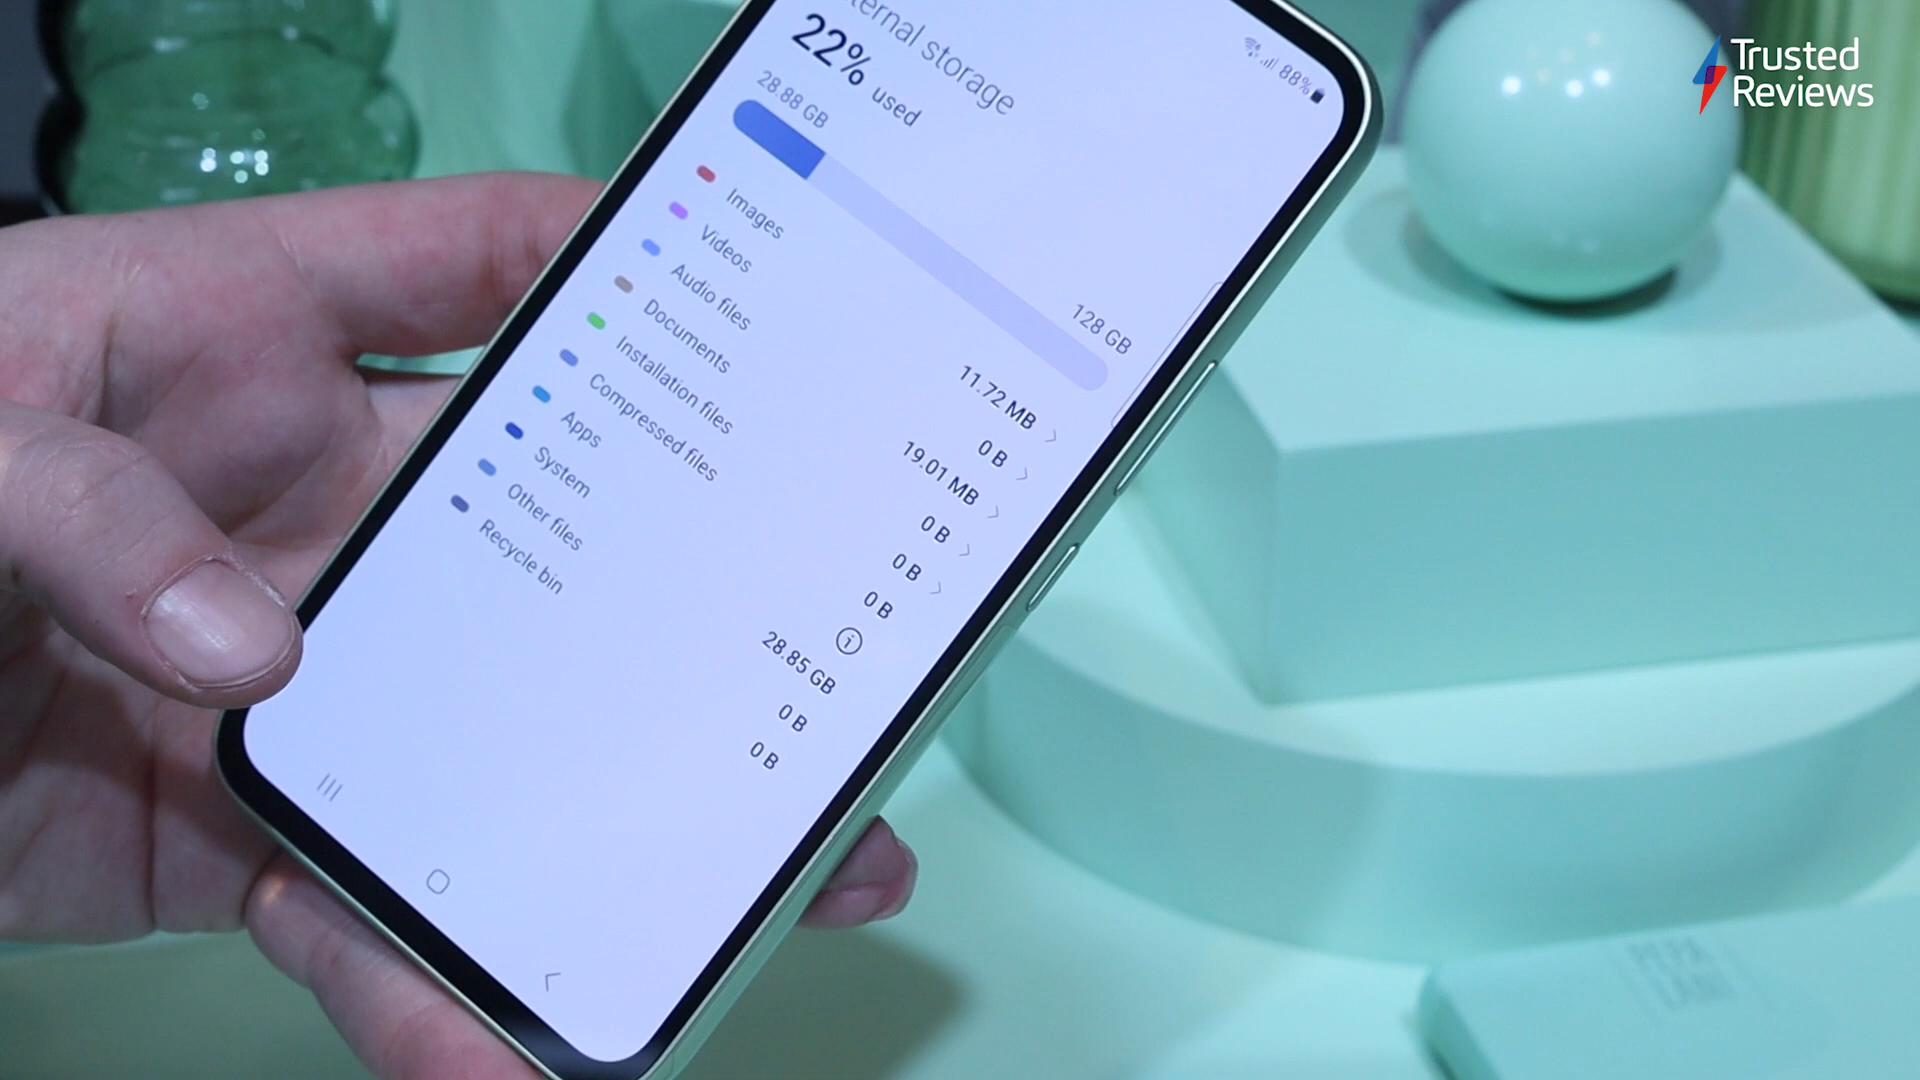 Trusted
Reviews
88%
ternal storage
22% used
28.88 GB
128 GB
Images 11.72 MB
Videos 0 B
Audio files 19.01 MB
Documents 0 B
Installation files 0 B
Compressed files 0 B
Apps
System 28.85 GB
Other files 0 B
Recycle bin 0 B